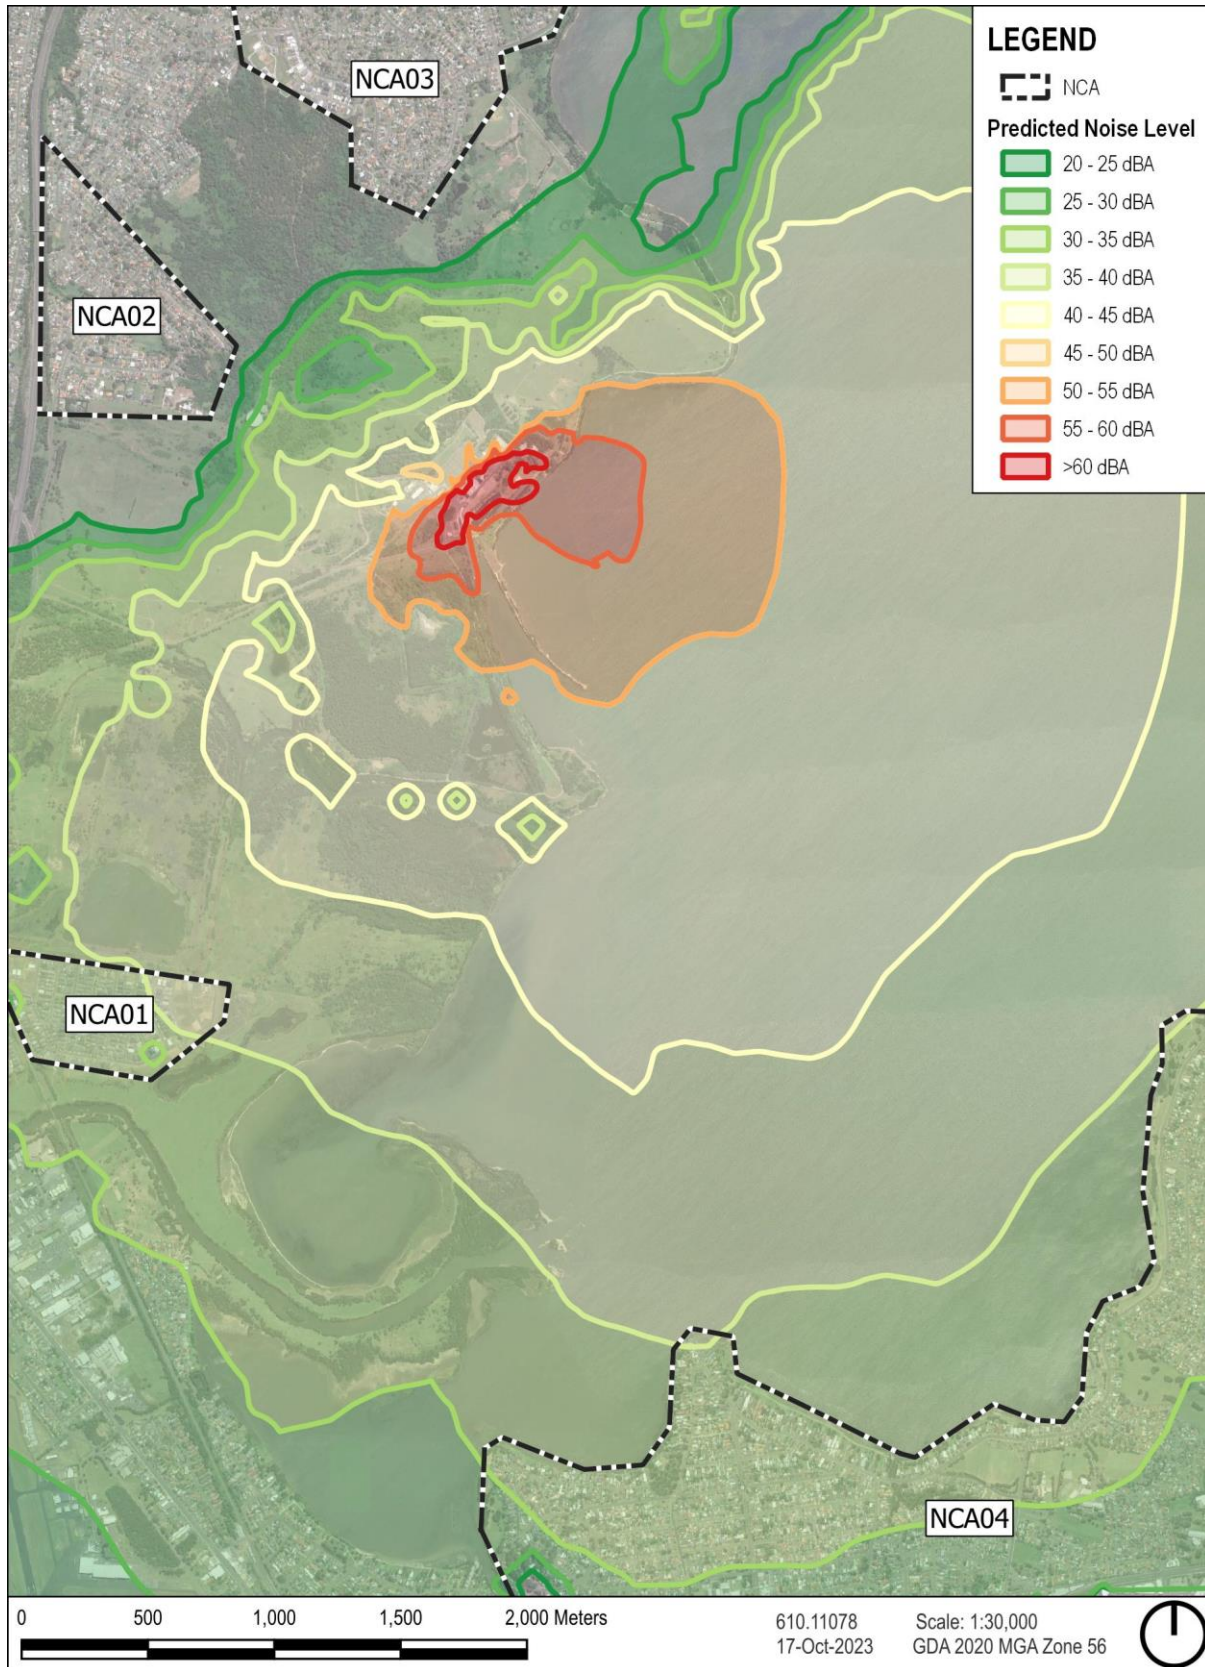 LEGEND
NCA
Predicted Noise Level
20 - 25 dBA
25 - 30 dBA
30 - 35 dBA
35 - 40 dBA
40 - 45 dBA
45 - 50 dBA
50 - 55 dBA
55 - 60 dBA
>60 dBA
NCA03
NCA02
NCA01
NCA04
0 500 1,000 1,500 2,000 Meters
610.11078 Scale: 1:30,000
17-Oct-2023 GDA 2020 MGA Zone 56